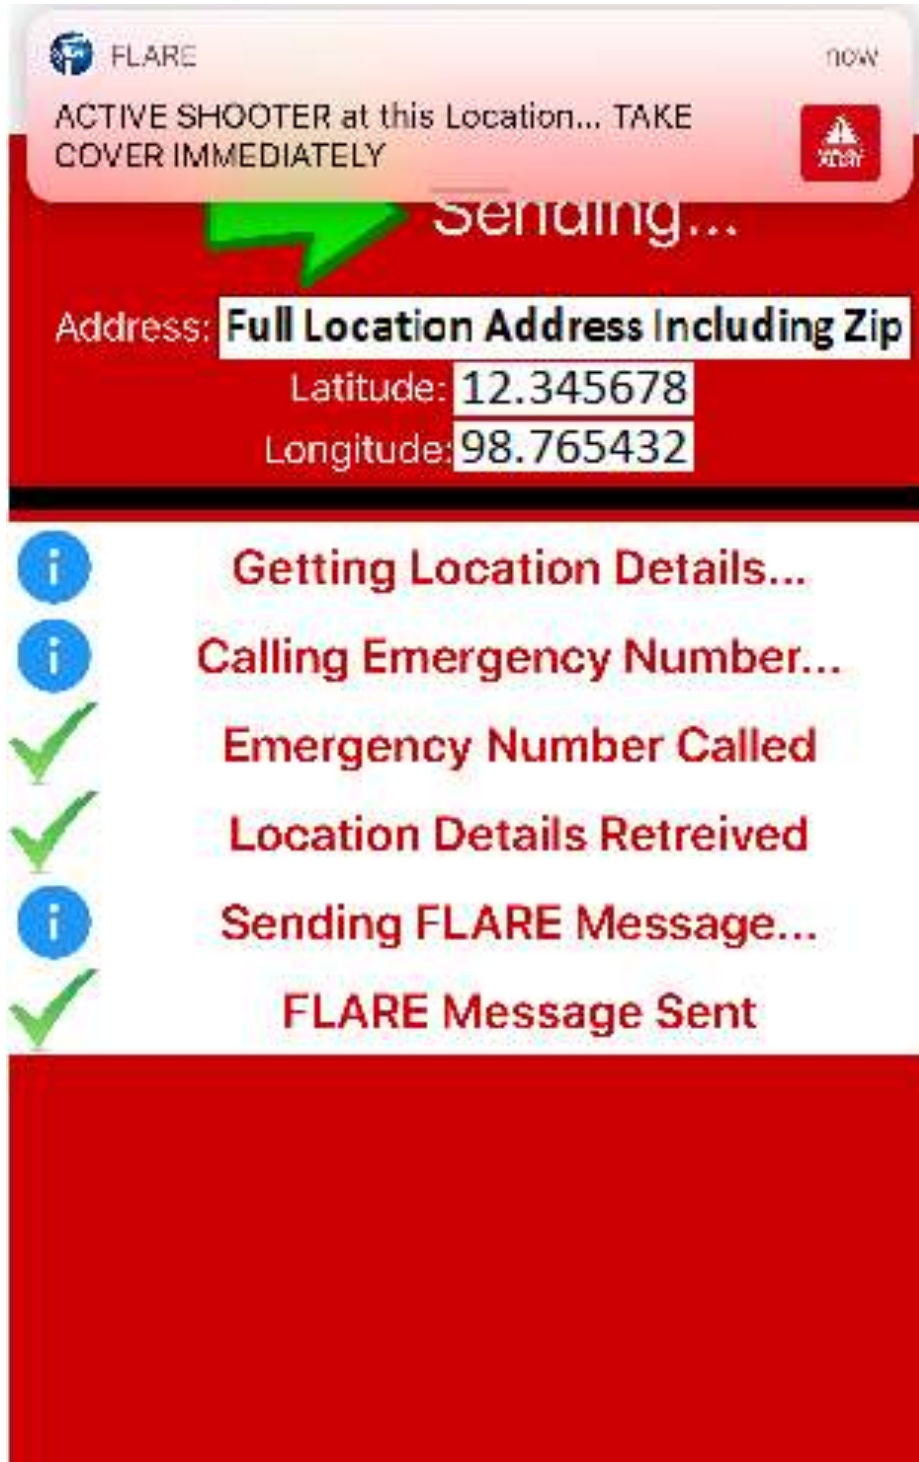 FLARE
now
ACTIVE SHOOTER at this Location... TAKE
COVER IMMEDIATELY
Sending...
Address: Full Location Address Including Zip
Latitude: 12.345678
Longitude: 98.765432
Getting Location Details...
Calling Emergency Number...
Emergency Number Called
Location Details Retreived
Sending FLARE Message...
FLARE Message Sent